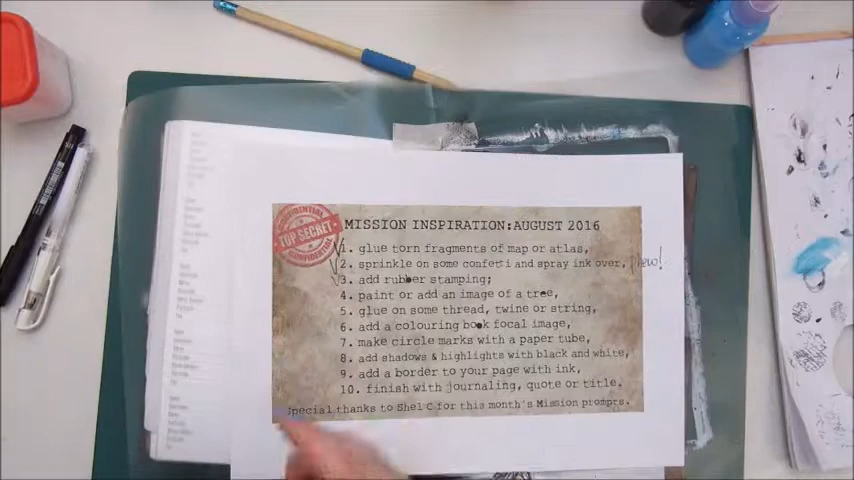 CONFIDENTIAL
TOP SECRET
CONFIDENTIAL
MISSION INSPIRATION:AUGUST 2016
1. glue torn fragments of map or atlas,
2. sprinkle on some confeti and spray ink over,
3. add rubber stamping;
4. paint or add an image of a tree,
5. glue on some thread, twine or string,
6. add a colouring book focal image,
7. make circle marks with a paper tube,
8. add shadows & highlights with black and white,
9. add a border to your page with ink,
10. finish with journaling, quote or title,
Special thanks to Shel C for this month's Mission prompts.